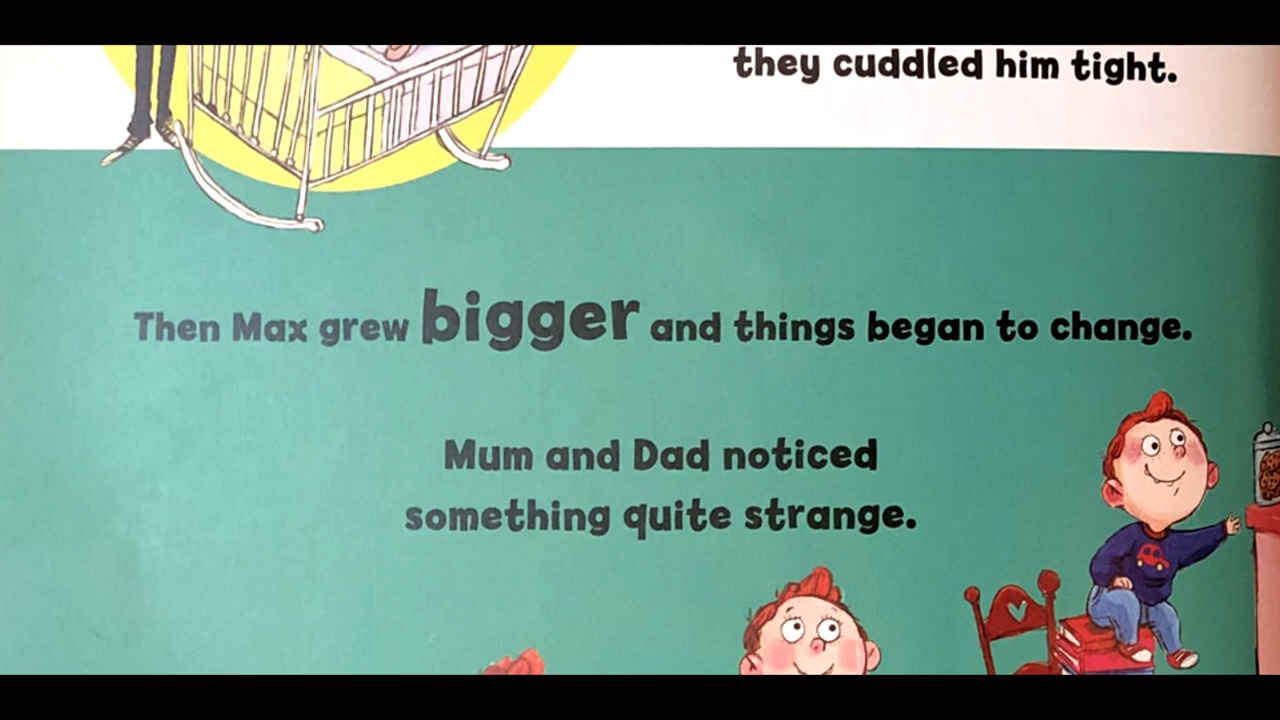 they cuddled him tight.
Then Max grew bigger and things began to change.
Mum and Dad noticed
something quite strange.